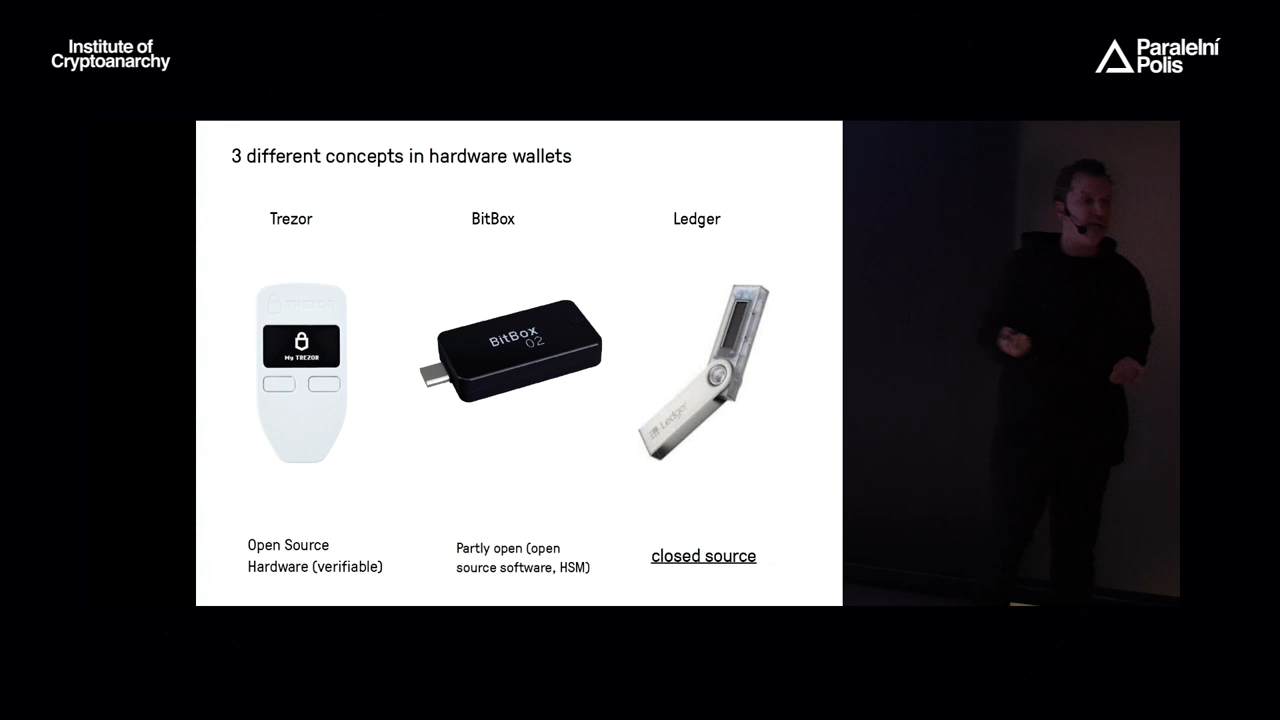 Institute of
Cryptoanarchy
Paralelní
Polis
3 different concepts in hardware wallets
Trezor
BitBox
Ledger
TREZOR
My TREZOR
BitBox
02
Ledger
Open Source
Hardware (verifiable)
Partly open (open
source software, HSM)
closed source